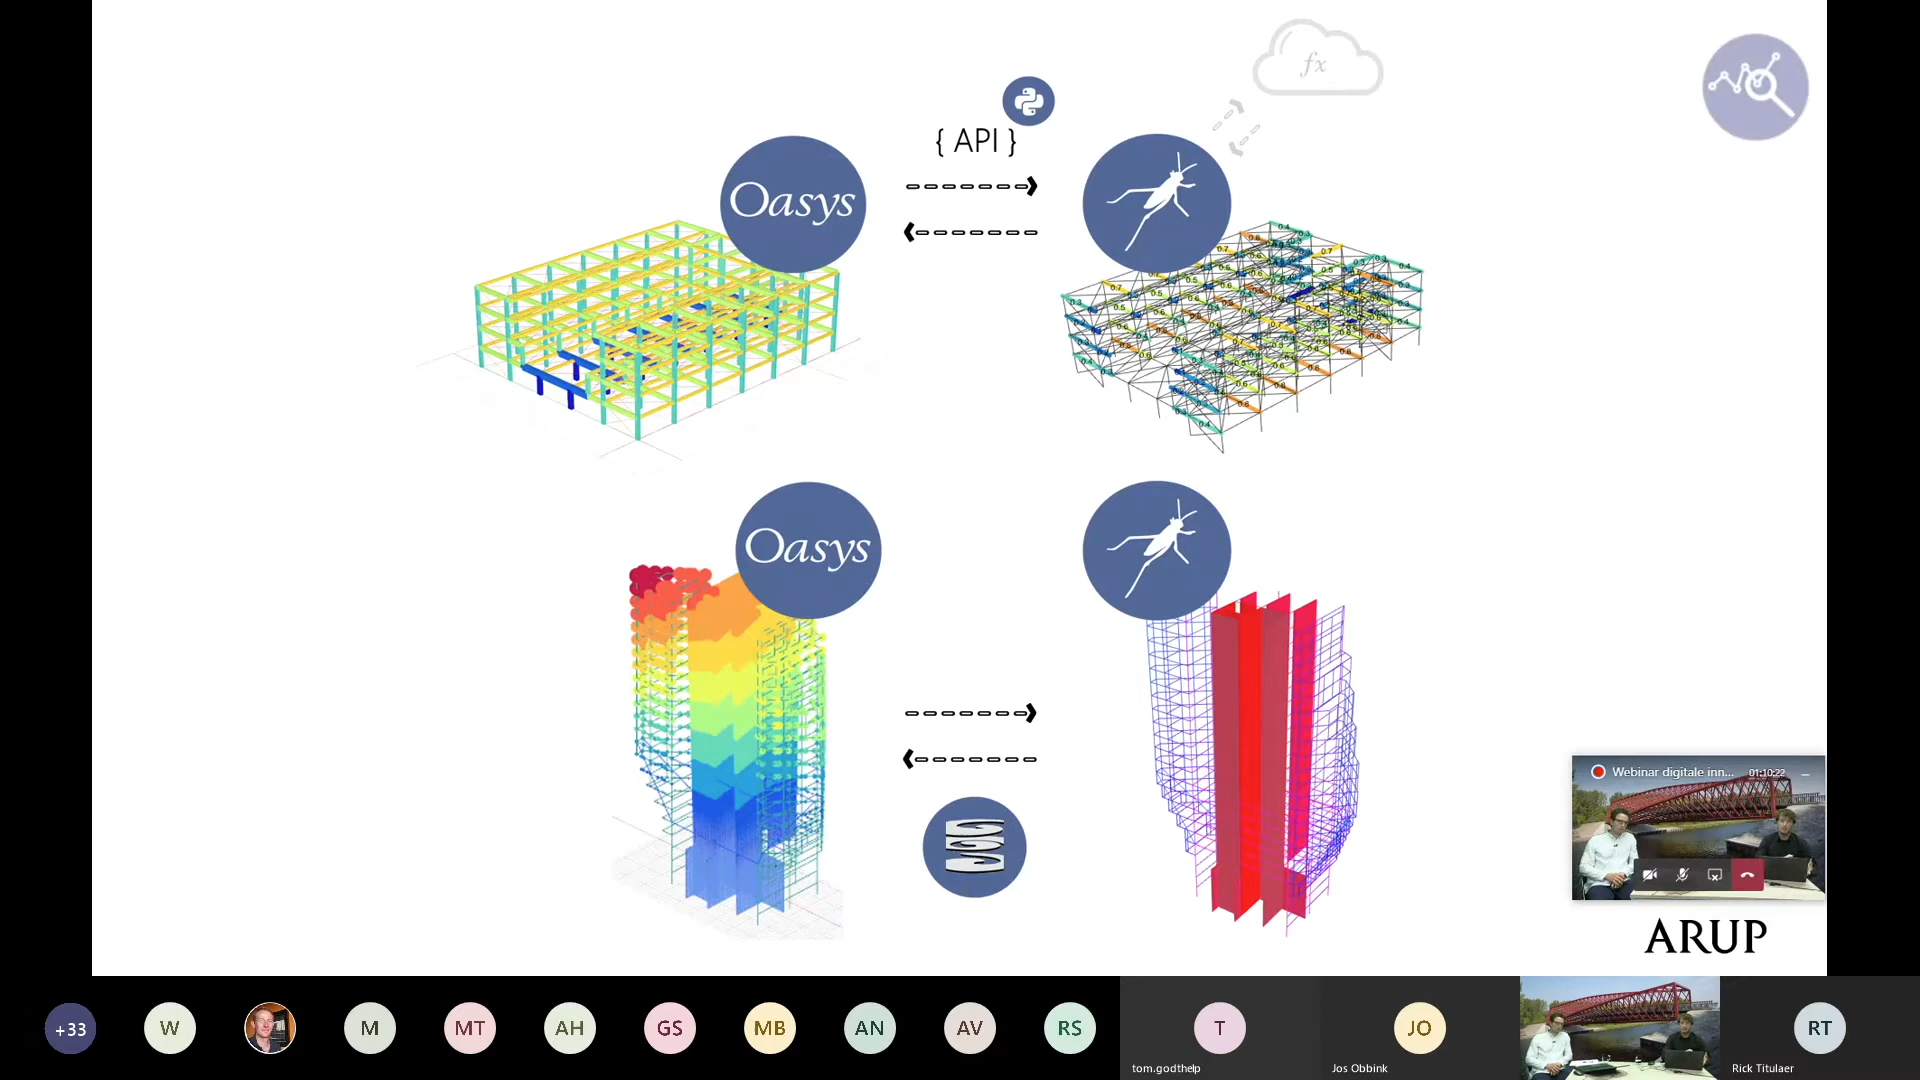 fx
{ API }
Oasys
Oasys
Webinar digitale inn... 01:10:22
ARUP
+33
W
M
MT
AH
GS
MB
AN
AV
RS
T
tom.godthelp
JO
Jos Obbink
RT
Rick Titulaer